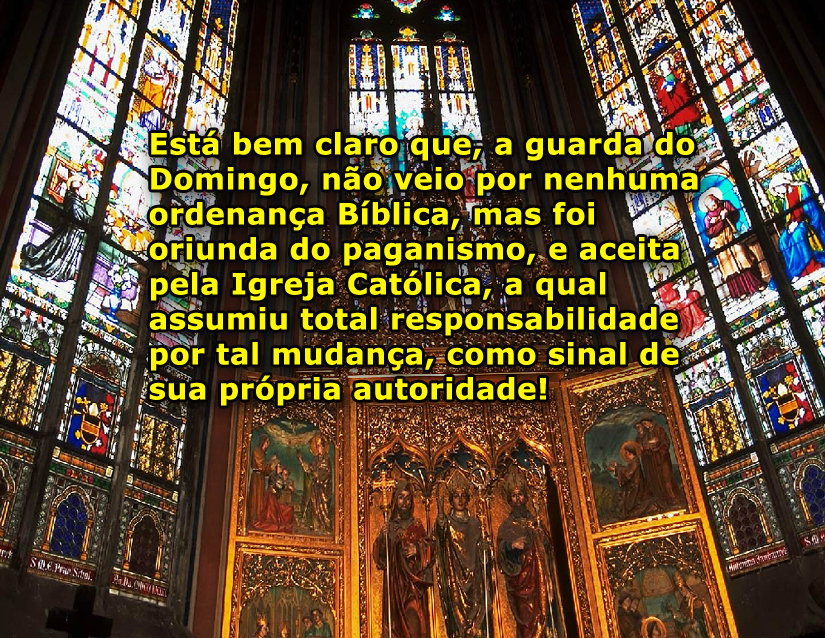 Está bem claro que, a guarda do
Domingo, não veio por nenhuma
ordenança Bíblica, mas foi
oriunda do paganismo, e aceita
pela Igreja Católica, a qual
assumiu total responsabilidade
por tal mudança, como sinal de
sua própria autoridade!